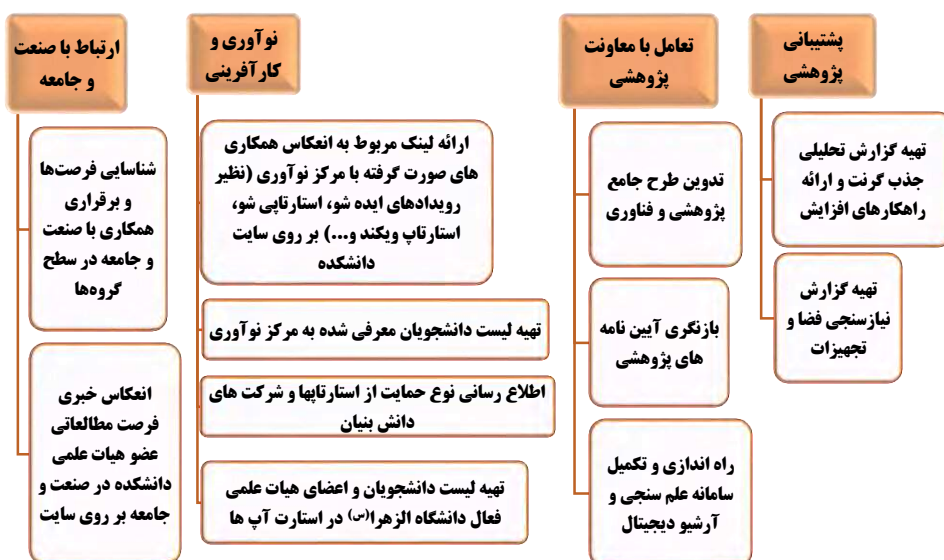 پشتیبانی
پژوهشی
تهیه گزارش تحلیلی
جذب گرنت و ارائه
راهکارهای افزایش
تهیه گزارش
نیازسنجی فضا و
تجهیزات
تعامل با معاونت
پژوهشی
تدوین طرح جامع
پژوهشی و فناوری
بازنگری آیین نامه
های پژوهشی
راه اندازی و تکمیل
سامانه علم سنجی و
آرشیو دیجیتال
نوآوری و
کارآفرینی
ارائه لینک مربوط به انعکاس همکاری
های صورت گرفته با مرکز نوآوری (نظیر
رویدادهای ایده شو، استارتاپی شو،
استارتاپ ویکند و...) بر روی سایت
دانشکده
تهیه لیست دانشجویان معرفی شده به مرکز نوآوری
اطلاع رسانی نوع حمایت از استارتاپها و شرکت های
دانش بنیان
تهیه لیست دانشجویان و اعضای هیات علمی
فعال دانشگاه الزهرا(س) در استارت آپ ها
ارتباط با صنعت
و جامعه
شناسایی فرصت‌ها
و برقراری
همکاری با صنعت
و جامعه در سطح
گروه‌ها
انعکاس خبری
فرصت مطالعاتی
عضو هیات علمی
دانشکده در صنعت و
جامعه بر روی سایت